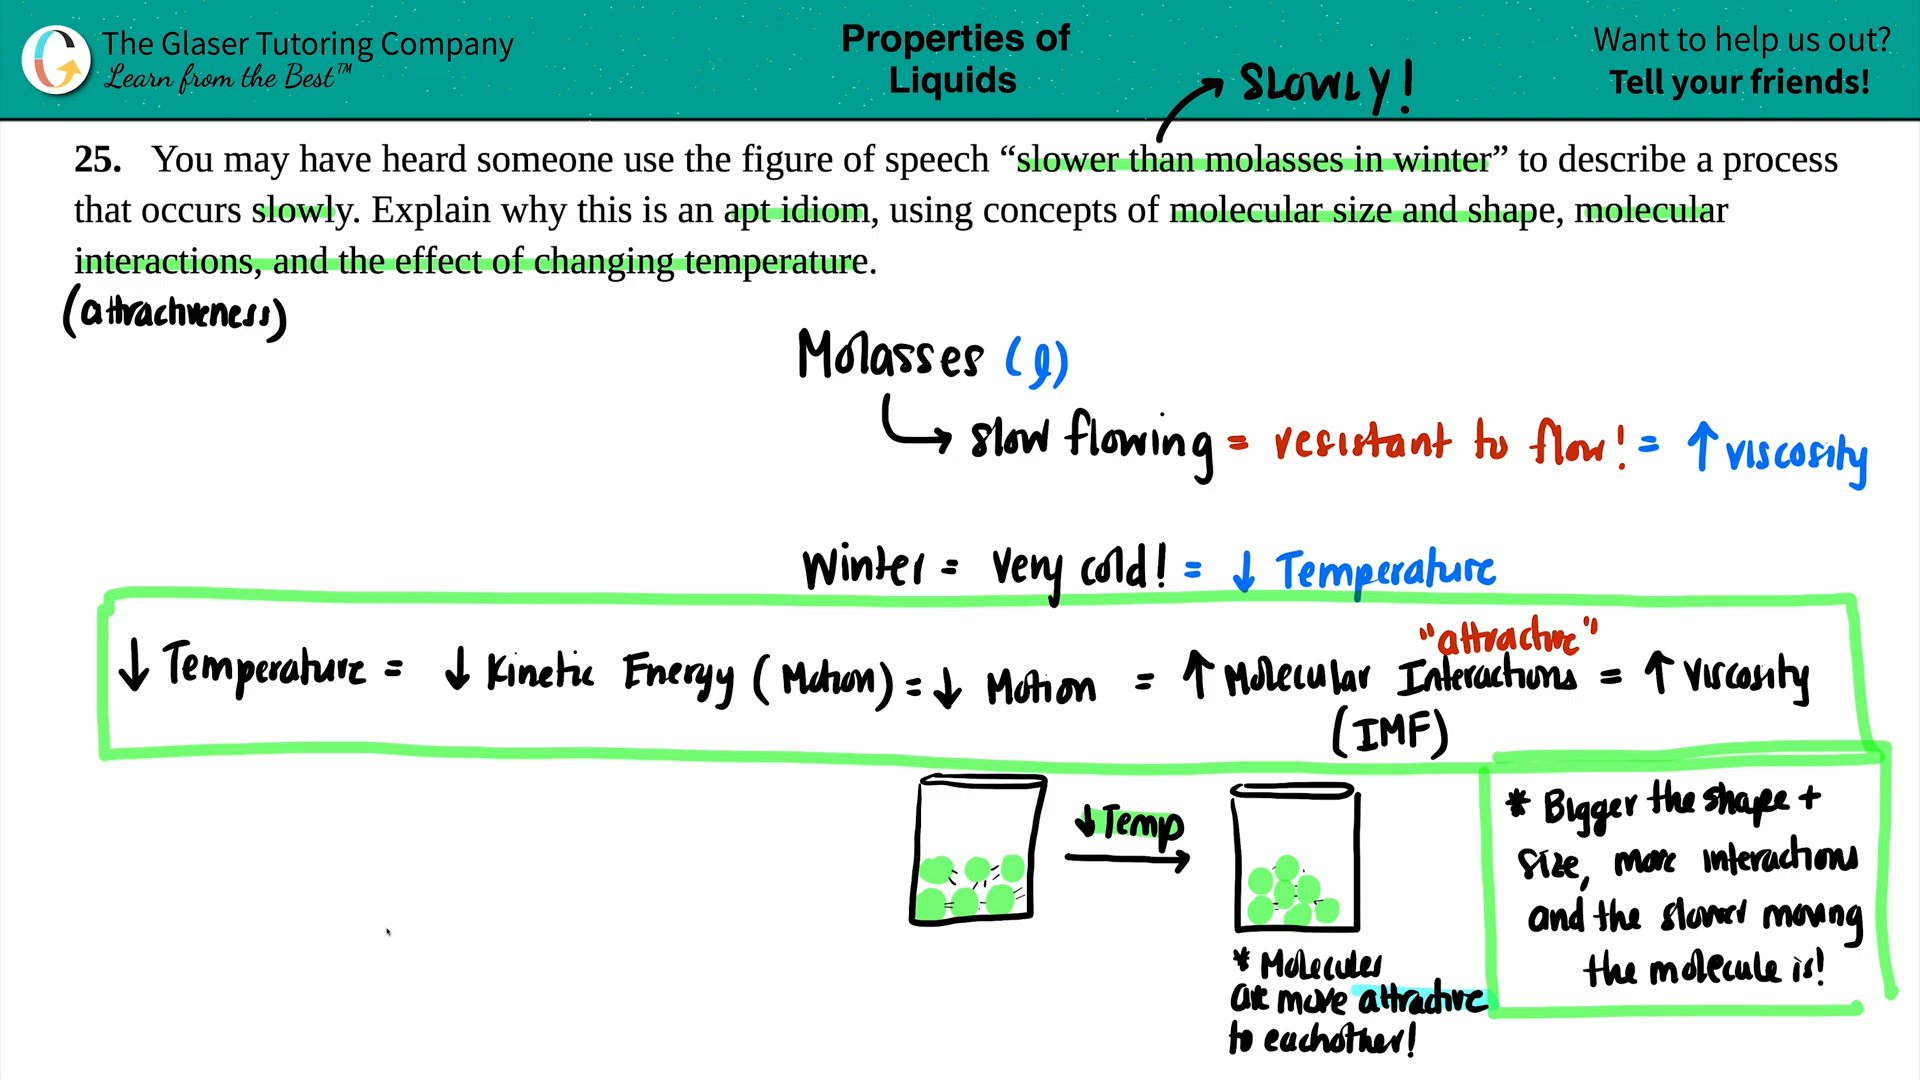 The Glaser Tutoring Company
Learn from the Best™
Properties of
Liquids
Want to help us out?
Tell your friends!
SLOWLY!
25. You may have heard someone use the figure of speech “slower than molasses in winter” to describe a process
that occurs slowly. Explain why this is an apt idiom, using concepts of molecular size and shape, molecular
interactions, and the effect of changing temperature.
(attractiveness)
Molasses (l)
slow flowing = resistant to flow! = ↑ viscosity
Winter = Very cold! = ↓ Temperature
"attractive"
↓ Temperature = ↓ Kinetic Energy (Motion) = ↓ Motion = ↑ Molecular Interactions = ↑ Viscosity
(IMF)
↓ Temp
* Bigger the shape +
size, more interactions
and the slower moving
the molecule is!
* Molecules
are more attractive
to eachother!